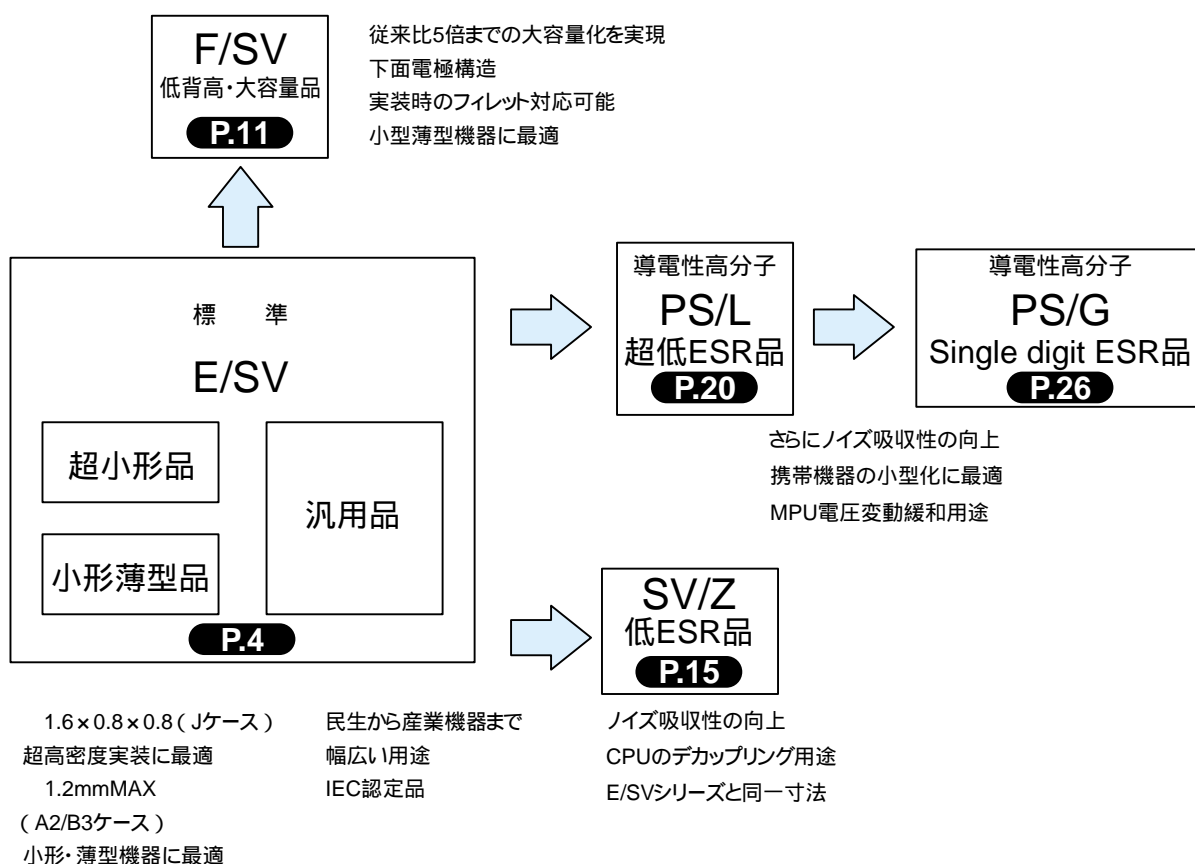 F/SV
低背高・大容量品
P.11
従来比5倍までの大容量化を実現
下面電極構造
実装時のフィレット対応可能
小型薄型機器に最適
標 準
E/SV
超小形品
小形薄型品
汎用品
P.4
導電性高分子
PS/L
超低ESR品
P.20
導電性高分子
PS/G
Single digit ESR品
P.26
さらにノイズ吸収性の向上
携帯機器の小型化に最適
MPU電圧変動緩和用途
SV/Z
低ESR品
P.15
ノイズ吸収性の向上
CPUのデカップリング用途
E/SVシリーズと同一寸法
1.6×0.8×0.8(Jケース)
超高密度実装に最適
1.2mmMAX
(A2/B3ケース)
小形・薄型機器に最適
民生から産業機器まで
幅広い用途
IEC認定品